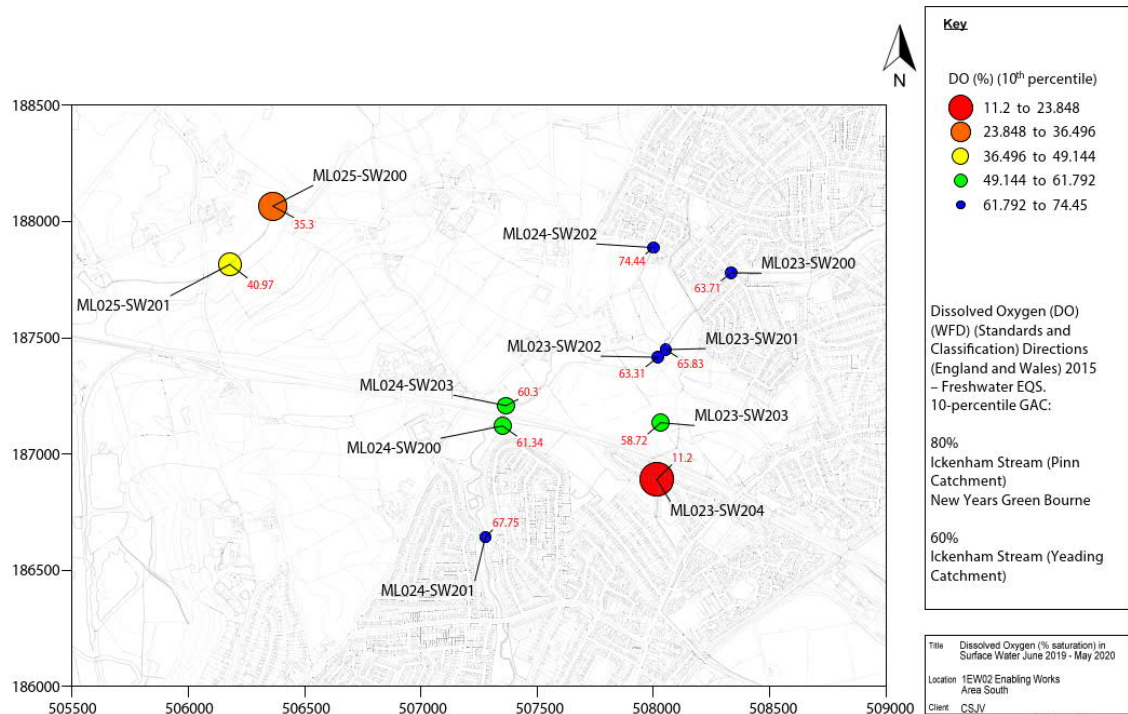 Key
N
DO (%) (10th percentile)
11.2 to 23.848
23.848 to 36.496
36.496 to 49.144
49.144 to 61.792
61.792 to 74.45
188500
188000
187500
187000
186500
186000
505500
506000
506500
507000
507500
508000
508500
509000
ML025-SW200
35.3
ML025-SW201
40.97
ML024-SW202
74.44
ML023-SW200
63.71
ML023-SW201
65.83
ML023-SW202
63.31
ML024-SW203
60.3
ML024-SW200
61.34
ML023-SW203
58.72
11.2
ML023-SW204
67.75
ML024-SW201
Dissolved Oxygen (DO)
(WFD) (Standards and
Classification) Directions
(England and Wales) 2015
– Freshwater EQS.
10-percentile GAC:
80%
Ickenham Stream (Pinn
Catchment)
New Years Green Bourne
60%
Ickenham Stream (Yeading
Catchment)
Title Dissolved Oxygen (% saturation) in
Surface Water June 2019 - May 2020
Location 1EW02 Enabling Works
Area South
Client CSJV